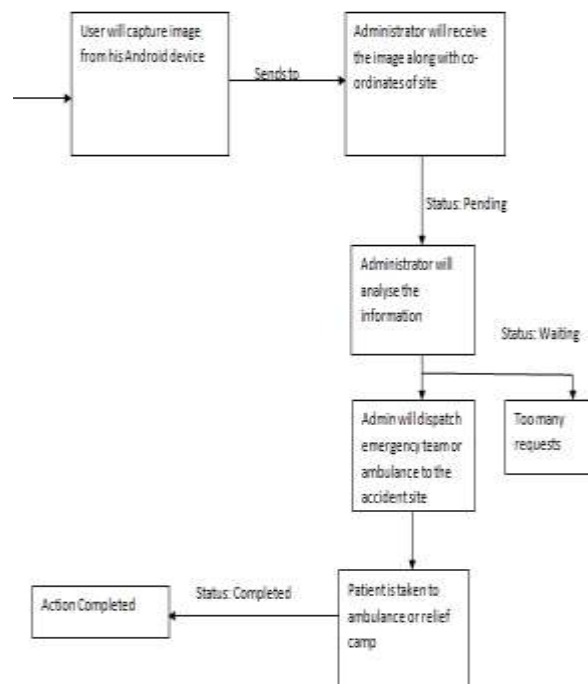 User will capture image
from his Android device
Sends to
Administrator will receive
the image along with co-
ordinates of site
Status: Pending
Administrator will
analyse the
information
Status: Waiting
Admin will dispatch
emergency team or
ambulance to the
accident site
Too many
requests
Patient is taken to
ambulance or relief
camp
Status: Completed
Action Completed